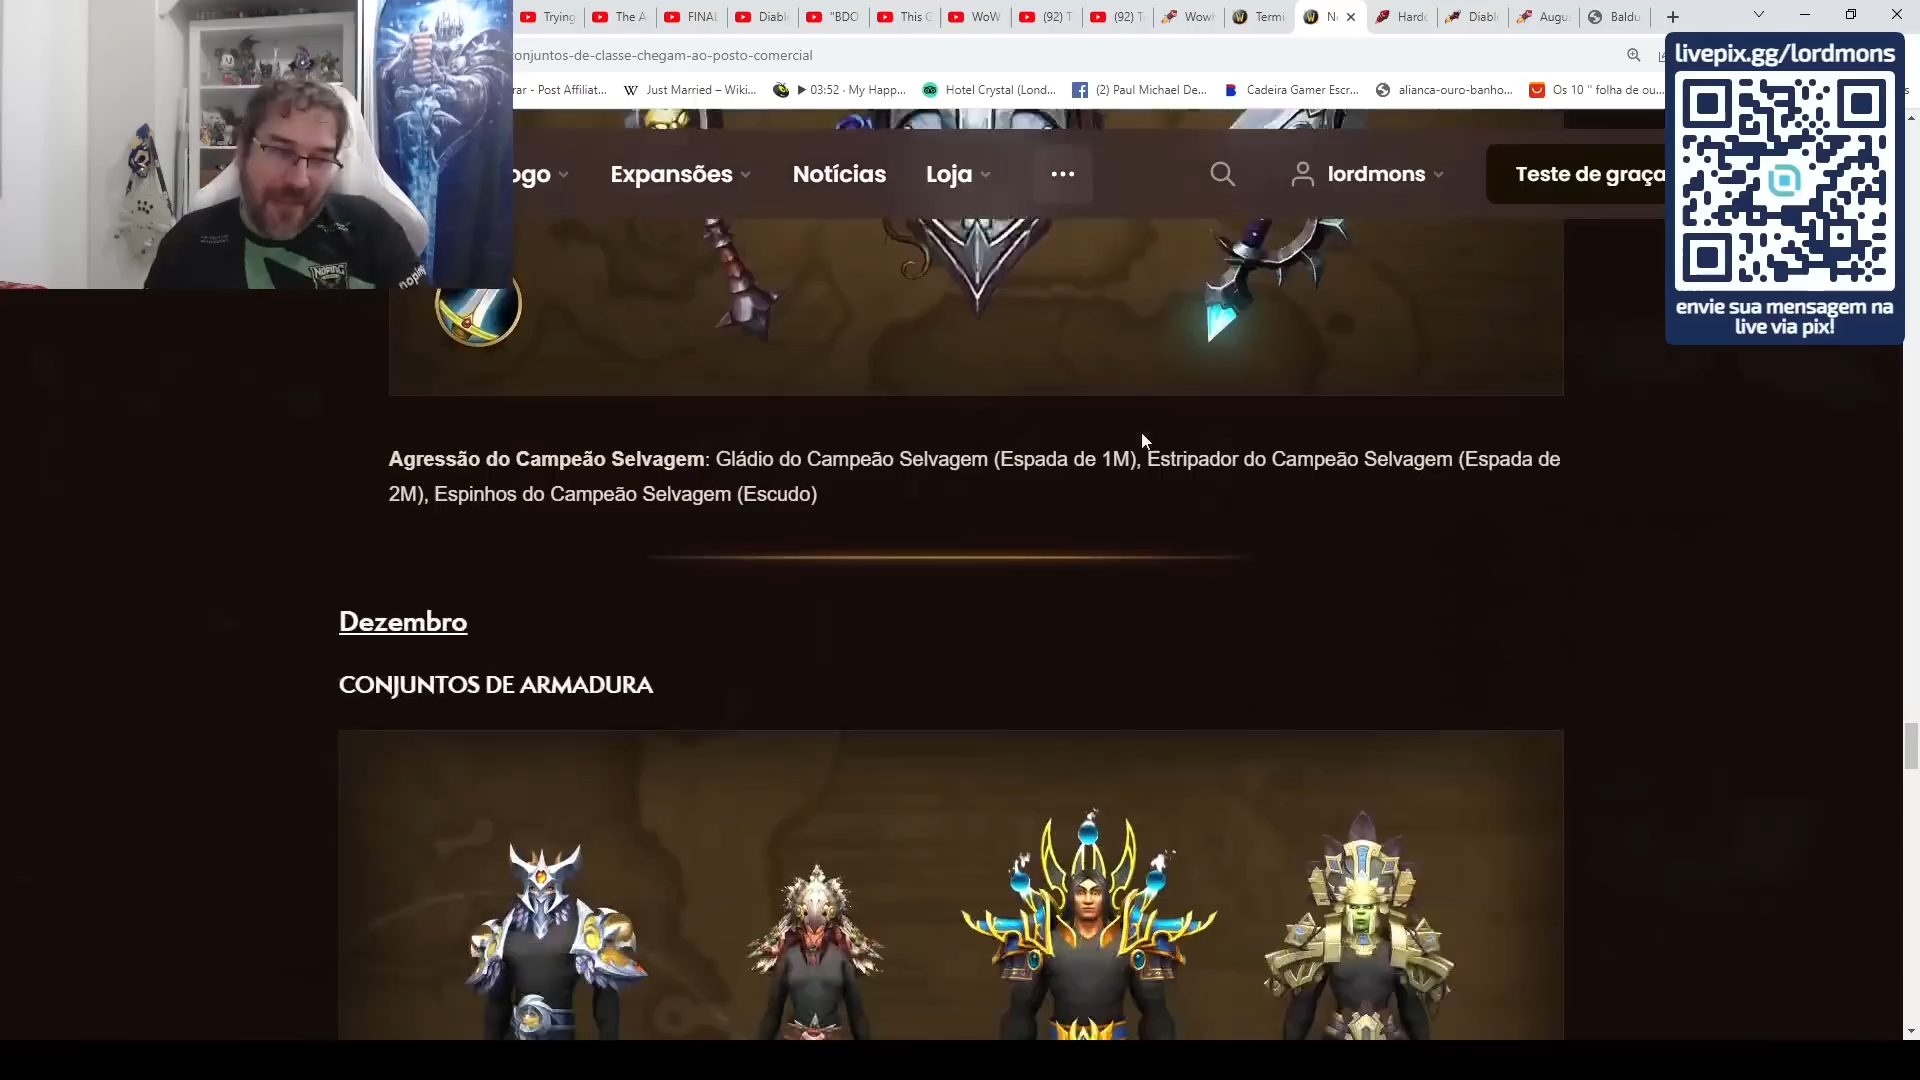 Trying
The A
FINAL
Diabl
"BDO
This C
WoW
(92) T
(92) T
Wowh
Termi
N
Hardc
Diabl
Augu
Baldu
onjuntos-de-classe-chegam-ao-posto-comercial
rar - Post Affiliat...
Just Married – Wiki...
03:52 · My Happ...
Hotel Crystal (Lond...
(2) Paul Michael De...
Cadeira Gamer Escr...
alianca-ouro-banho...
Os 10 " folha de ou...
ogo
Expansões
Notícias
Loja
lordmons
Teste de graça
livepix.gg/lordmons
envie sua mensagem na
live via pix!
NOPING
noping
Agressão do Campeão Selvagem: Gládio do Campeão Selvagem (Espada de 1M), Estripador do Campeão Selvagem (Espada de
2M), Espinhos do Campeão Selvagem (Escudo)
Dezembro
CONJUNTOS DE ARMADURA